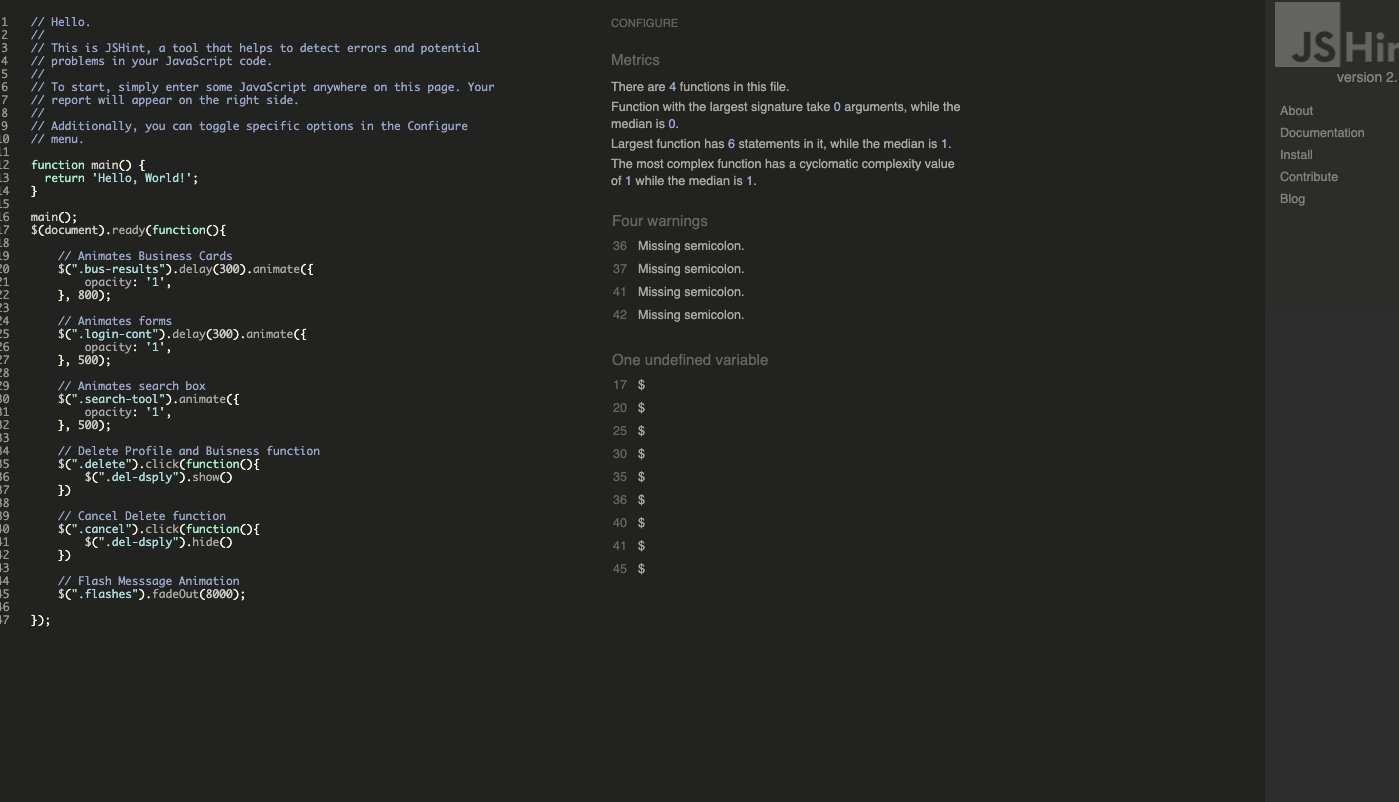 1 // Hello.
2 //
3 // This is JSHint, a tool that helps to detect errors and potential
4 // problems in your JavaScript code.
5 //
6 // To start, simply enter some JavaScript anywhere on this page. Your
7 // report will appear on the right side.
8 //
9 // Additionally, you can toggle specific options in the Configure
10 // menu.
11
12 function main() {
13   return 'Hello, World!';
14 }
15
16 main();
17 $(document).ready(function(){
18
19     // Animates Business Cards
20     $(".bus-results").delay(300).animate({
21         opacity: '1',
22     }, 800);
23
24     // Animates forms
25     $(".login-cont").delay(300).animate({
26         opacity: '1',
27     }, 500);
28
29     // Animates search box
30     $(".search-tool").animate({
31         opacity: '1',
32     }, 500);
33
34     // Delete Profile and Buisness function
35     $(".delete").click(function(){
36         $(".del-dsply").show()
37     })
38
39     // Cancel Delete function
40     $(".cancel").click(function(){
41         $(".del-dsply").hide()
42     })
43
44     // Flash Messsage Animation
45     $(".flashes").fadeOut(8000);
46
47 });
CONFIGURE
Metrics
There are 4 functions in this file.
Function with the largest signature take 0 arguments, while the
median is 0.
Largest function has 6 statements in it, while the median is 1.
The most complex function has a cyclomatic complexity value
of 1 while the median is 1.
Four warnings
36 Missing semicolon.
37 Missing semicolon.
41 Missing semicolon.
42 Missing semicolon.
One undefined variable
17 $
20 $
25 $
30 $
35 $
36 $
40 $
41 $
45 $
JSHin
version 2.
About
Documentation
Install
Contribute
Blog